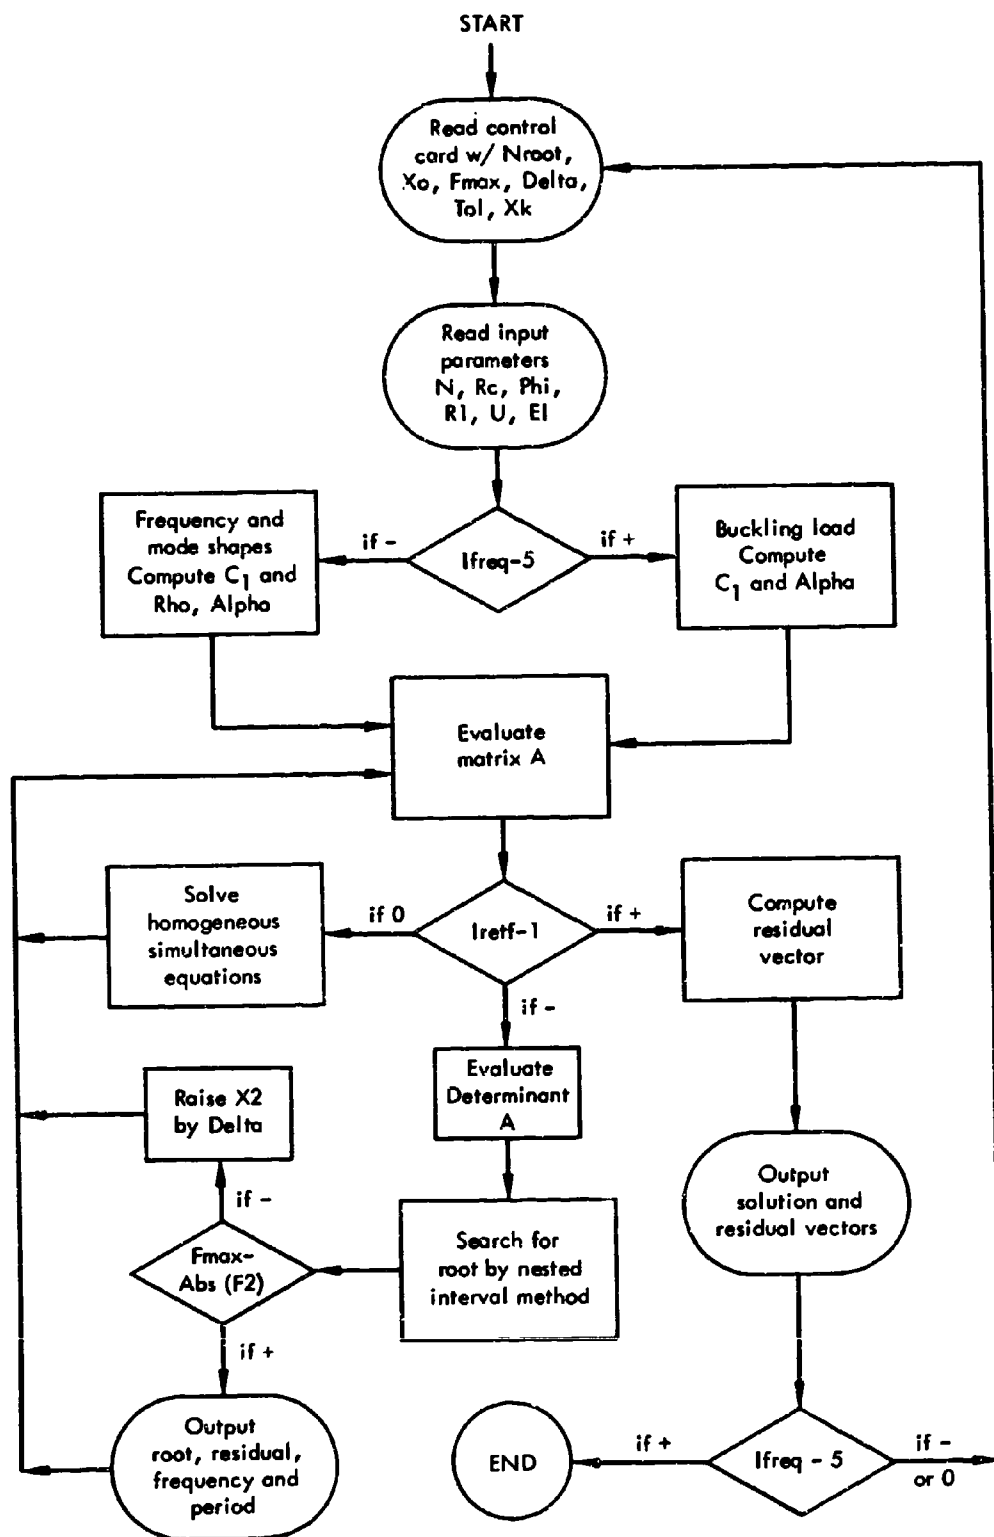 START
Read control
card w/ Nroot,
Xo, Fmax, Delta,
Tol, Xk
Read input
parameters
N, Rc, Phi,
R1, U, EI
Frequency and
mode shapes
Compute C1 and
Rho, Alpha
if -
Ifreq-5
if +
Buckling load
Compute
C1 and Alpha
Evaluate
matrix A
Solve
homogeneous
simultaneous
equations
if 0
Iretf-1
if +
Compute
residual
vector
if -
Evaluate
Determinant
A
Raise X2
by Delta
if -
Fmax-
Abs (F2)
Search for
root by nested
interval method
if +
Output
root, residual,
frequency and
period
Output
solution and
residual vectors
END
if +
Ifreq - 5
if -
or 0